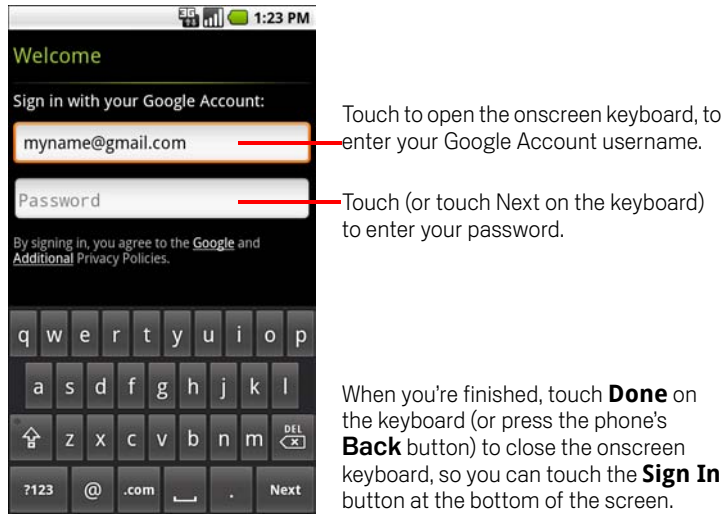 3G 1:23 PM
Welcome
Sign in with your Google Account:
myname@gmail.com
Password
By signing in, you agree to the Google and
Additional Privacy Policies.
q w e r t y u i o p
a s d f g h j k l
z x c v b n m DEL
?123 @ .com . Next
Touch to open the onscreen keyboard, to
enter your Google Account username.
Touch (or touch Next on the keyboard)
to enter your password.
When you’re finished, touch Done on
the keyboard (or press the phone’s
Back button) to close the onscreen
keyboard, so you can touch the Sign In
button at the bottom of the screen.